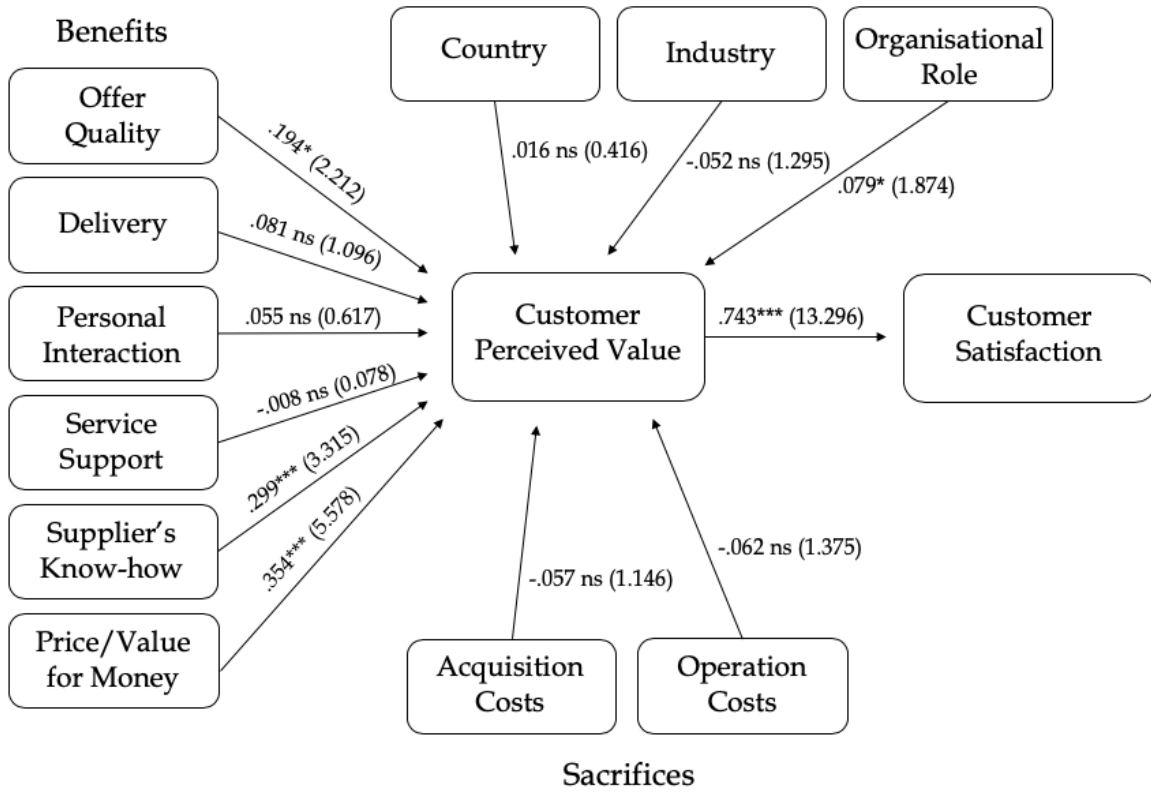 Benefits
Offer
Quality
Delivery
Personal
Interaction
Service
Support
Supplier's
Know-how
Price/Value
for Money
Country
Industry
Organisational
Role
.194* (2.212)
.081 ns (1.096)
.055 ns (0.617)
-.008 ns (0.078)
.299*** (3.315)
.354*** (5.578)
.016 ns (0.416)
-.052 ns (1.295)
.079* (1.874)
Customer
Perceived Value
.743*** (13.296)
Customer
Satisfaction
-.057 ns (1.146)
-.062 ns (1.375)
Acquisition
Costs
Operation
Costs
Sacrifices